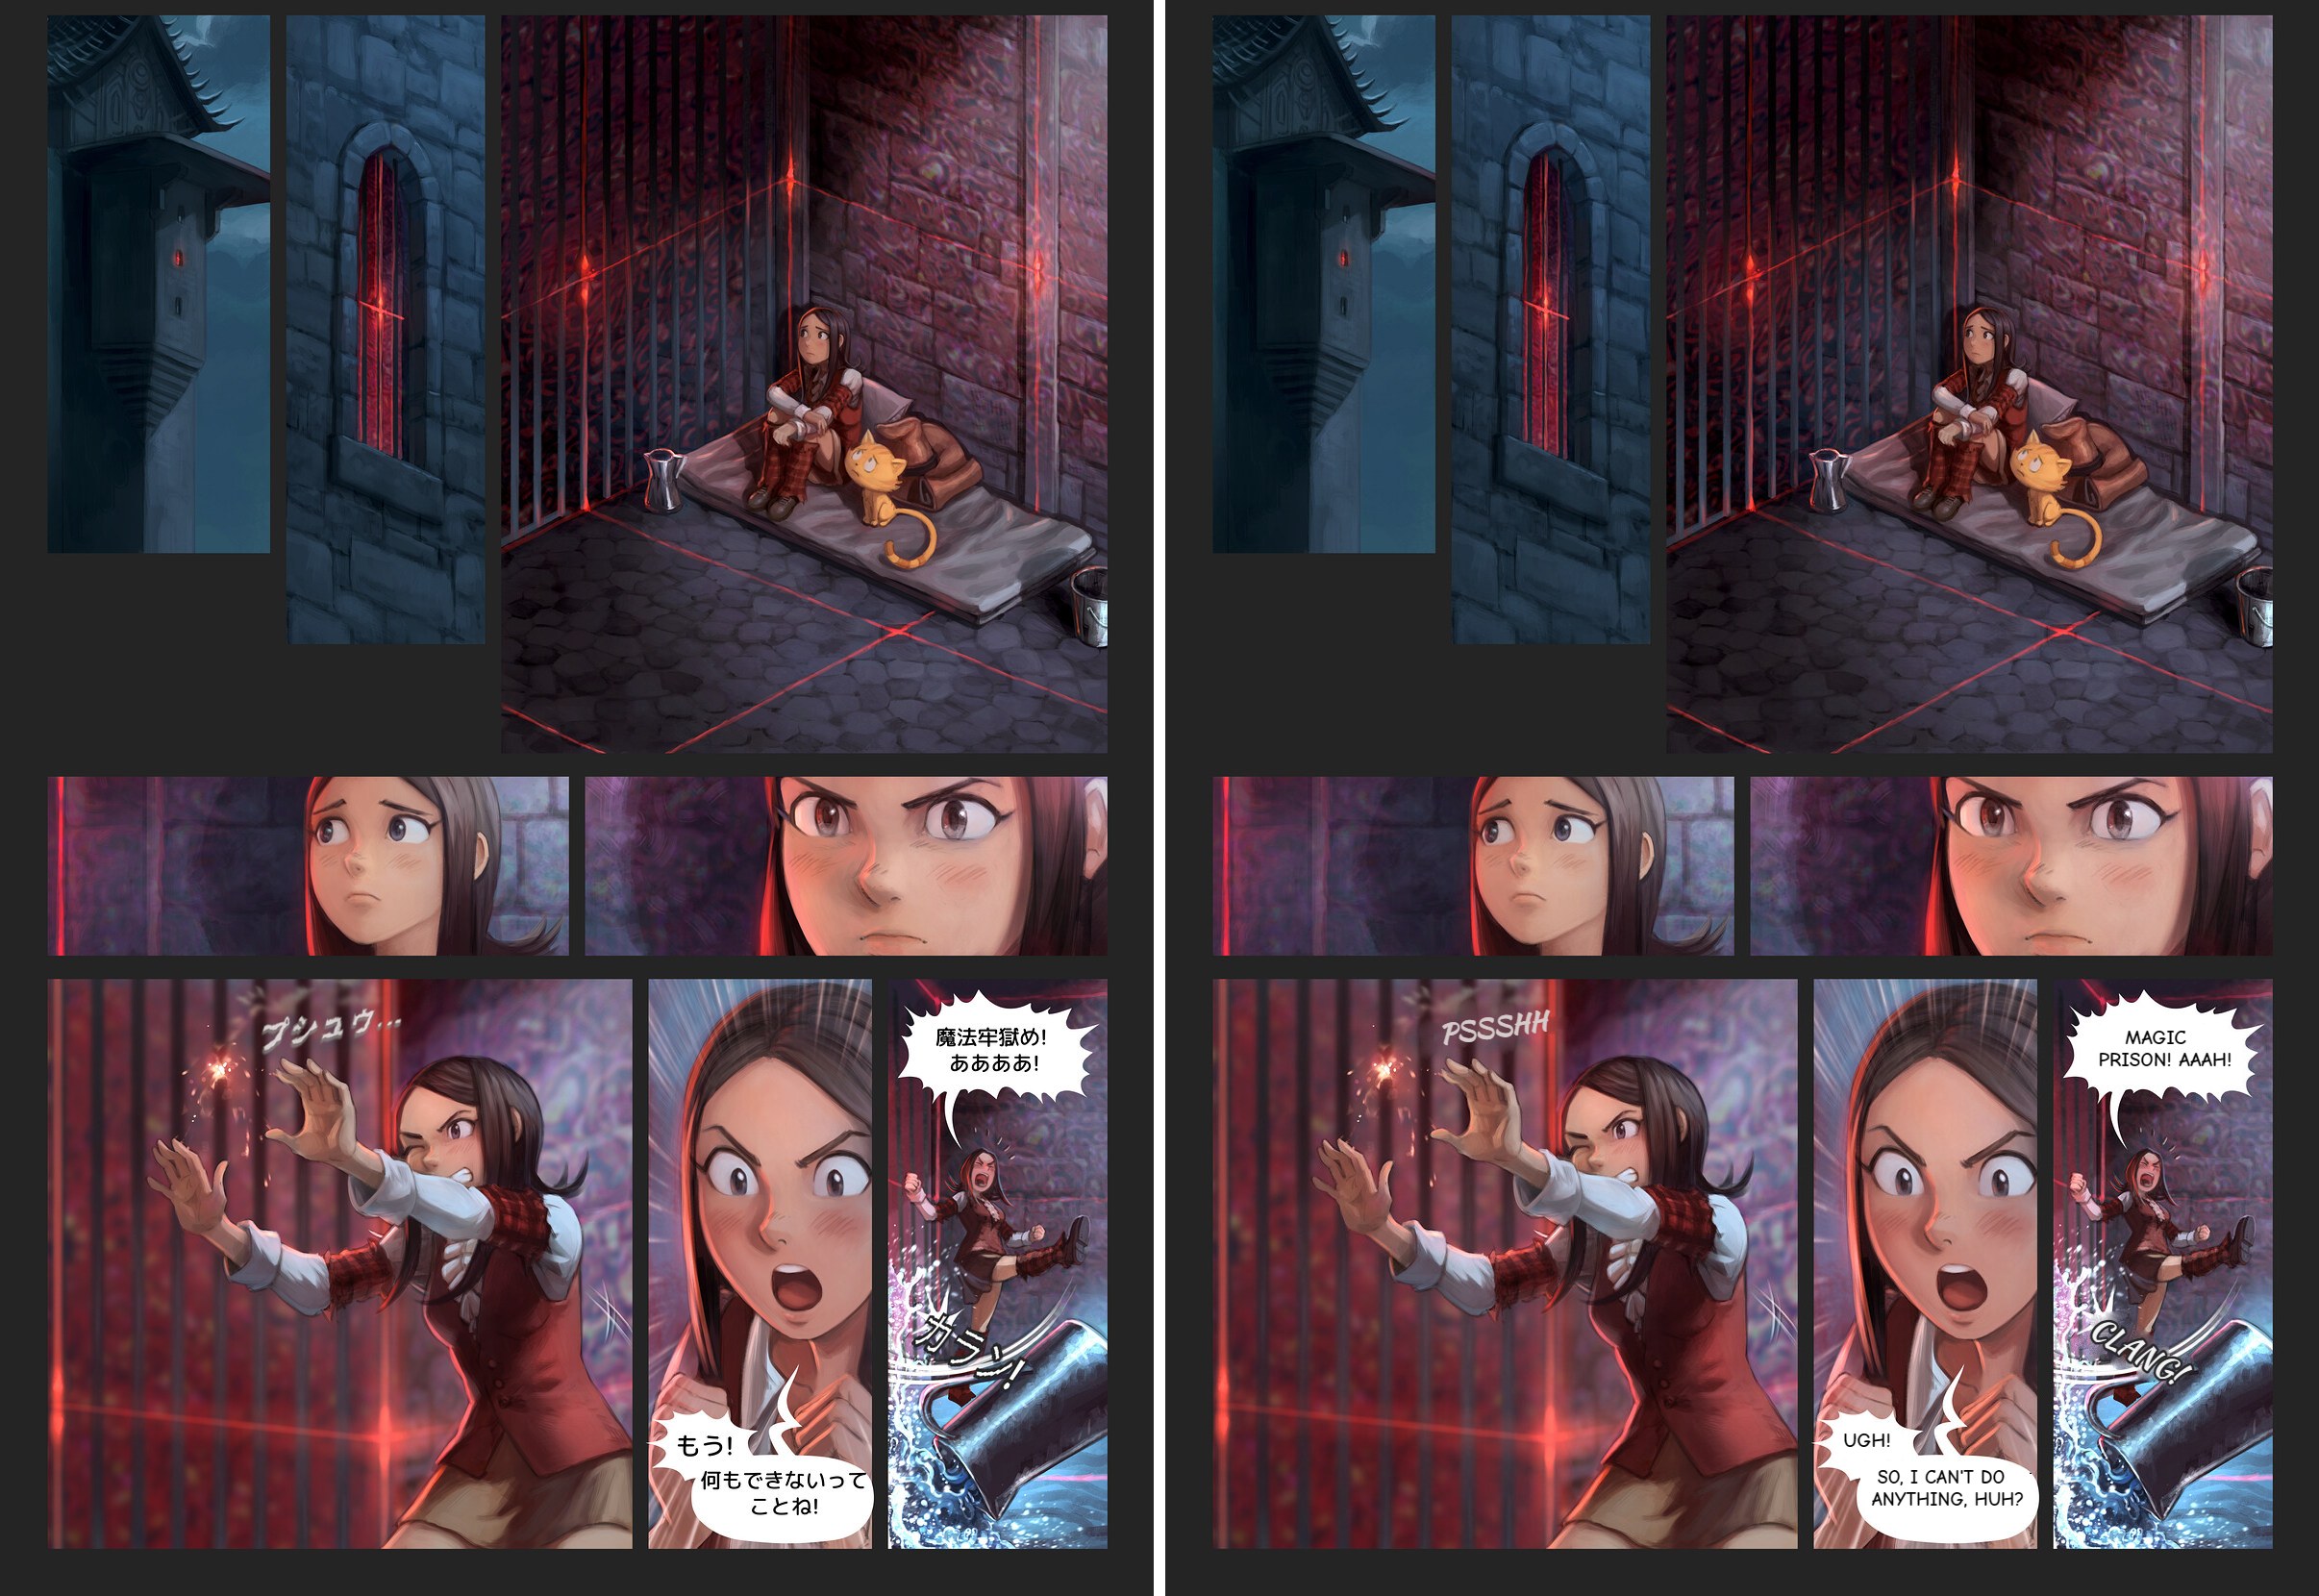 プシュウ...
もう!
何もできないって
ことね!
魔法牢獄め!
ああああ!
カラン!
PSSSHH
UGH!
SO, I CAN'T DO
ANYTHING, HUH?
MAGIC
PRISON! AAAH!
CLANG!